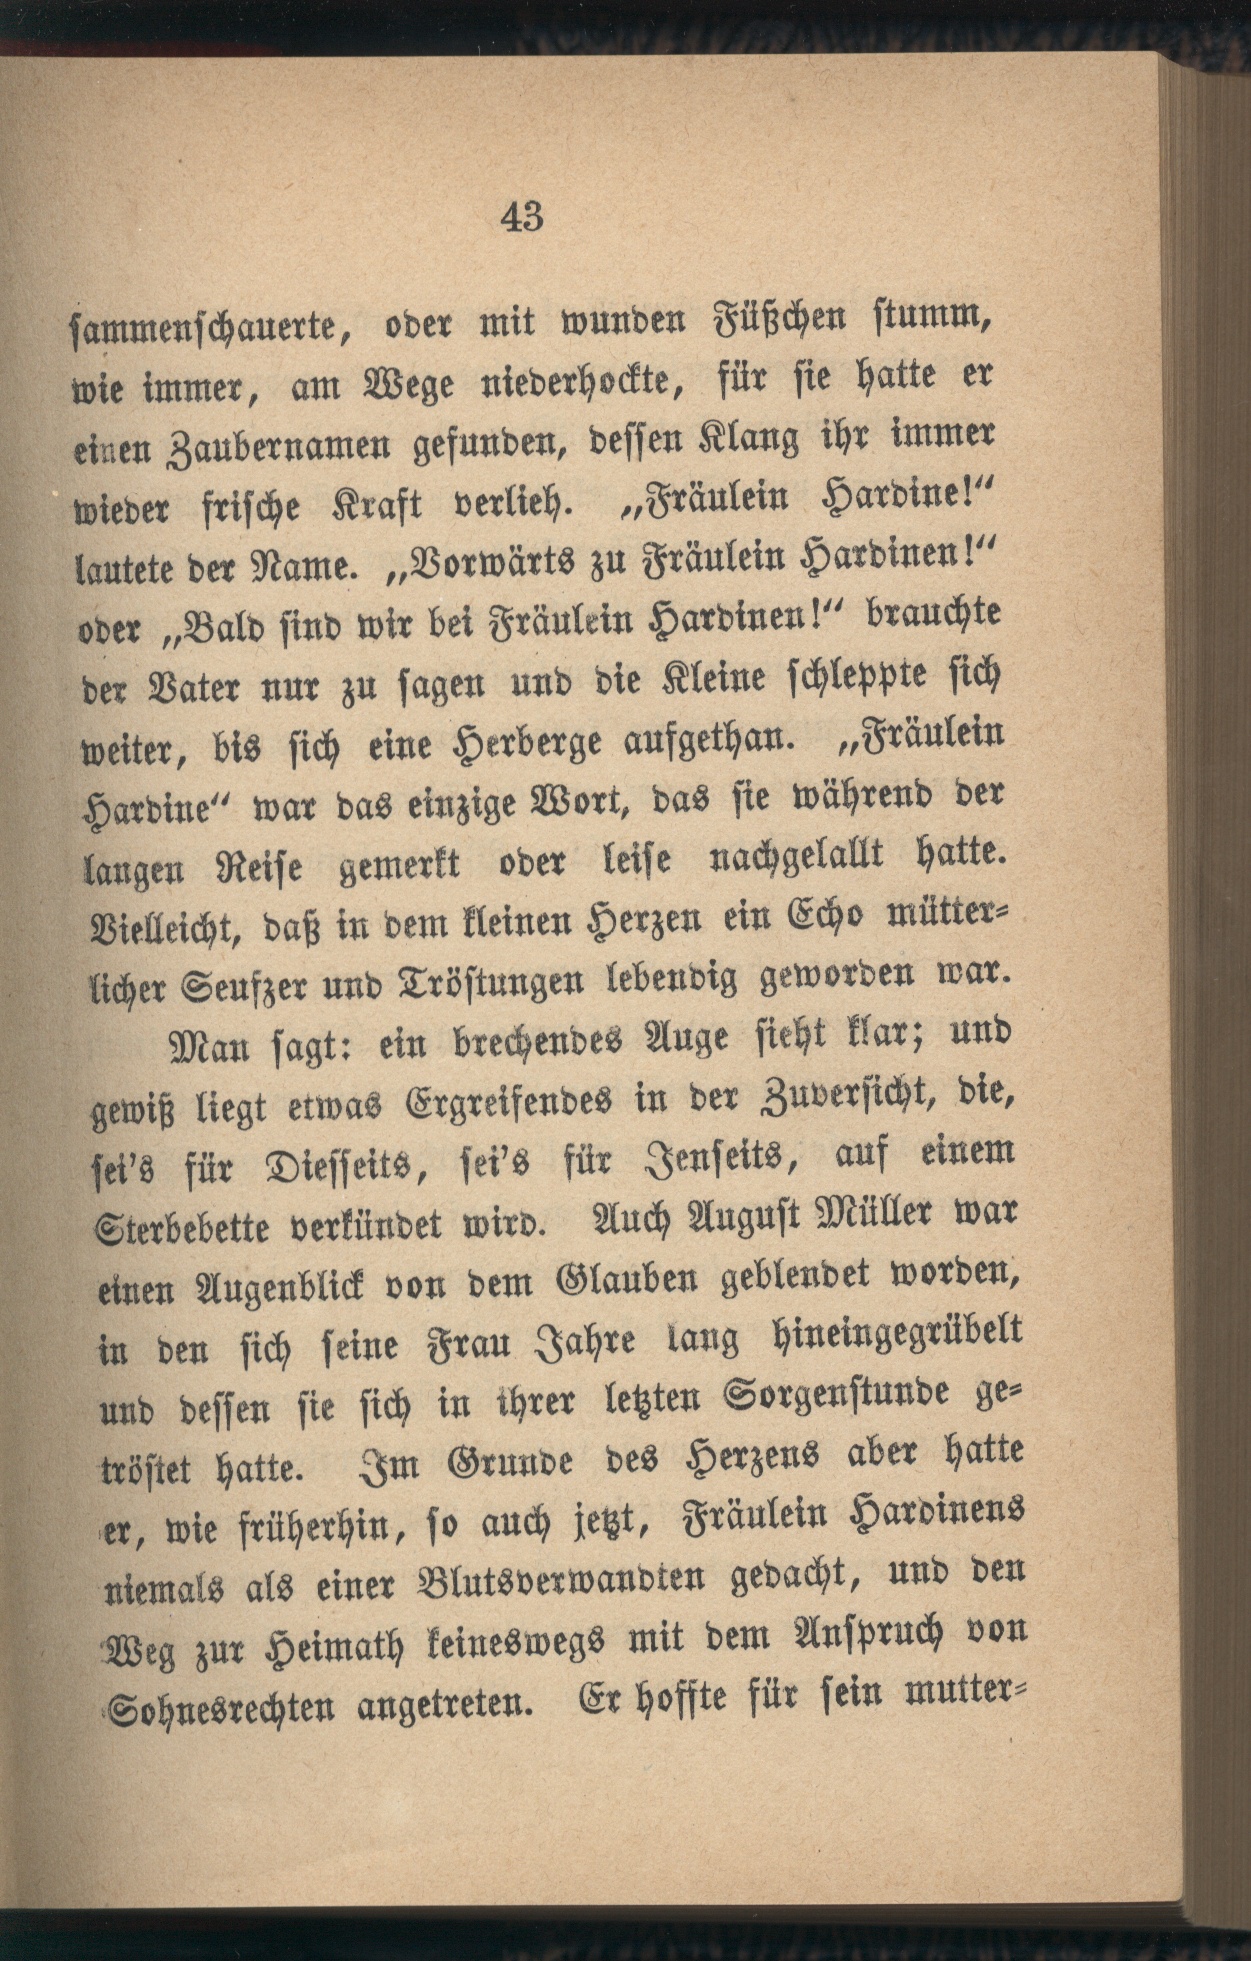 43
sammenschauerte, oder mit wunden Füßchen stumm,
wie immer, am Wege niederhockte, für sie hatte er
einen Zaubernamen gefunden, dessen Klang ihr immer
wieder frische Kraft verlieh. „Fräulein Hardine!“
lautete der Name. „Vorwärts zu Fräulein Hardinen!“
oder „Bald sind wir bei Fräulein Hardinen!“ brauchte
der Vater nur zu sagen und die Kleine schleppte sich
weiter, bis sich eine Herberge aufgethan. „Fräulein
Hardine“ war das einzige Wort, das sie während der
langen Reise gemerkt oder leise nachgelallt hatte.
Vielleicht, daß in dem kleinen Herzen ein Echo mütter-
licher Seufzer und Tröstungen lebendig geworden war.
Man sagt: ein brechendes Auge sieht klar; und
gewiß liegt etwas Ergreifendes in der Zuversicht, die,
sei's für Diesseits, sei's für Jenseits, auf einem
Sterbebette verkündet wird. Auch August Müller war
einen Augenblick von dem Glauben geblendet worden,
in den sich seine Frau Jahre lang hineingegrübelt
und dessen sie sich in ihrer letzten Sorgenstunde ge-
tröstet hatte. Im Grunde des Herzens aber hatte
er, wie früherhin, so auch jetzt, Fräulein Hardinens
niemals als einer Blutsverwandten gedacht, und den
Weg zur Heimath keineswegs mit dem Anspruch von
Sohnesrechten angetreten. Er hoffte für sein mutter-